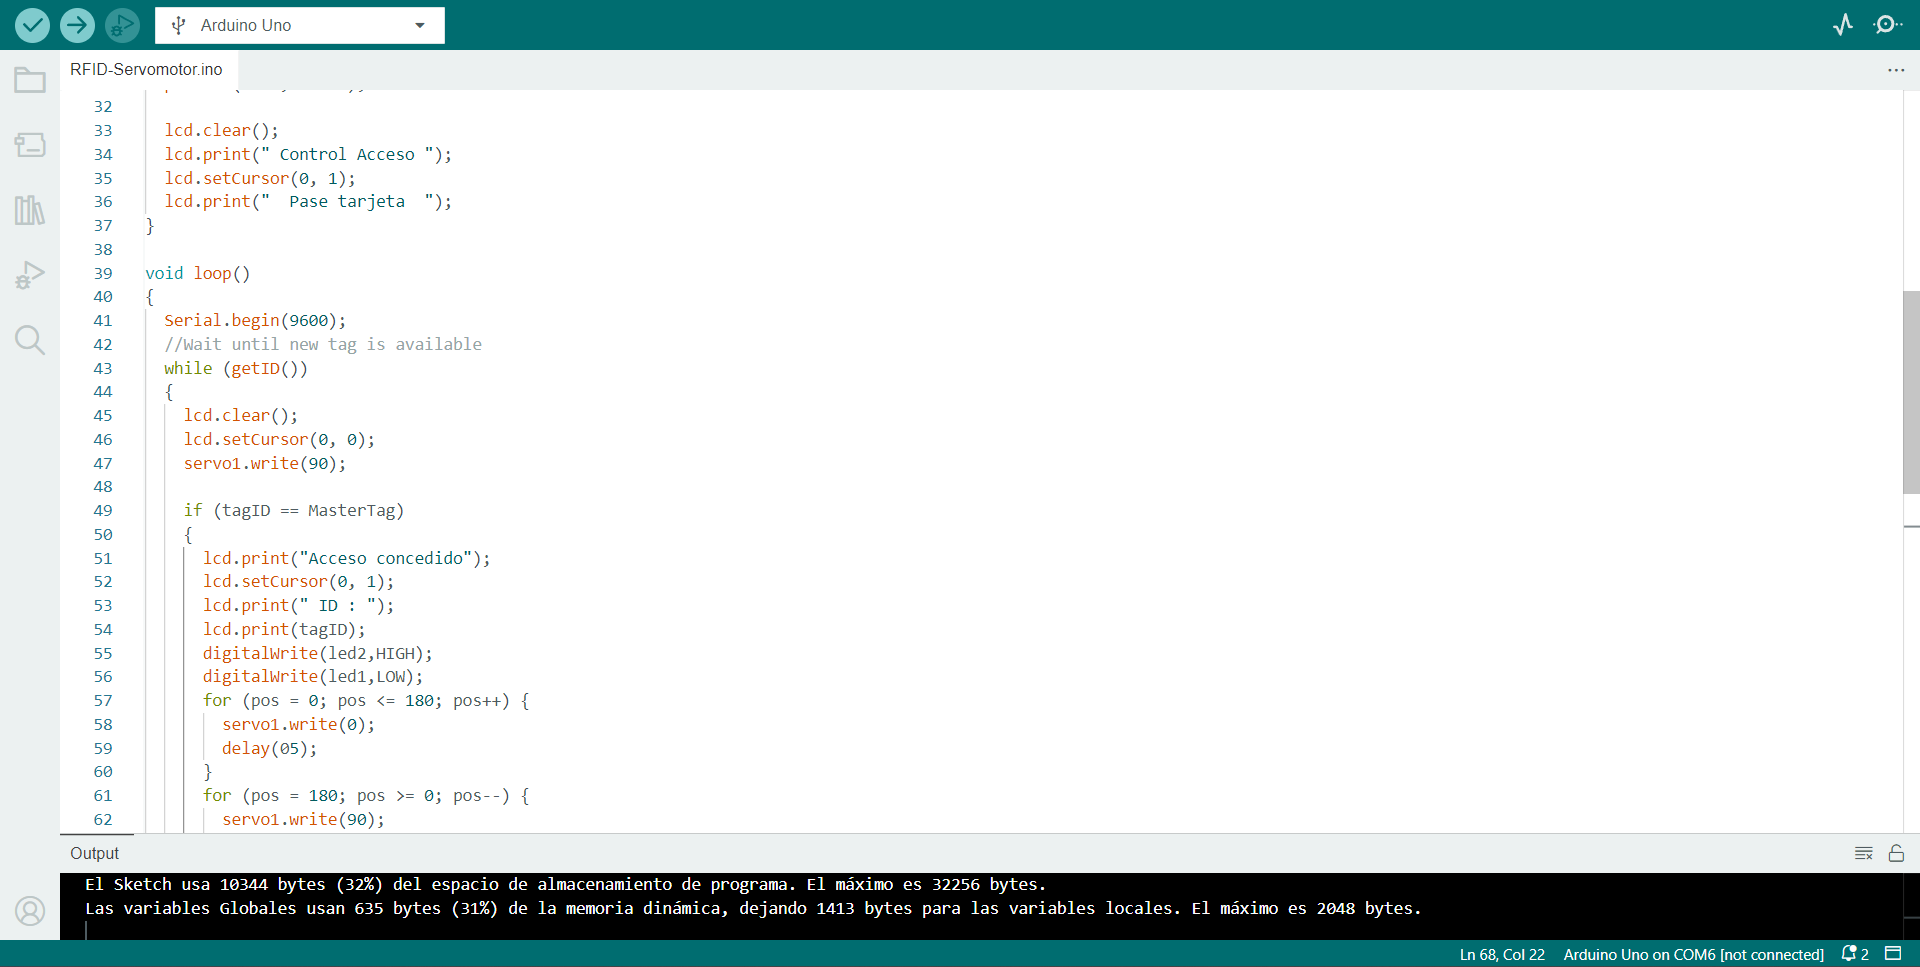 Arduino Uno
RFID-Servomotor.ino
32
33 lcd.clear();
34 lcd.print(" Control Acceso ");
35 lcd.setCursor(0, 1);
36 lcd.print("  Pase tarjeta  ");
37 }
38
39 void loop()
40 {
41 Serial.begin(9600);
42 //Wait until new tag is available
43 while (getID())
44 {
45 lcd.clear();
46 lcd.setCursor(0, 0);
47 servo1.write(90);
48
49 if (tagID == MasterTag)
50 {
51 lcd.print("Acceso concedido");
52 lcd.setCursor(0, 1);
53 lcd.print(" ID : ");
54 lcd.print(tagID);
55 digitalWrite(led2,HIGH);
56 digitalWrite(led1,LOW);
57 for (pos = 0; pos <= 180; pos++) {
58 servo1.write(0);
59 delay(05);
60 }
61 for (pos = 180; pos >= 0; pos--) {
62 servo1.write(90);
Output
El Sketch usa 10344 bytes (32%) del espacio de almacenamiento de programa. El máximo es 32256 bytes.
Las variables Globales usan 635 bytes (31%) de la memoria dinámica, dejando 1413 bytes para las variables locales. El máximo es 2048 bytes.
Ln 68, Col 22 Arduino Uno on COM6 [not connected] 2